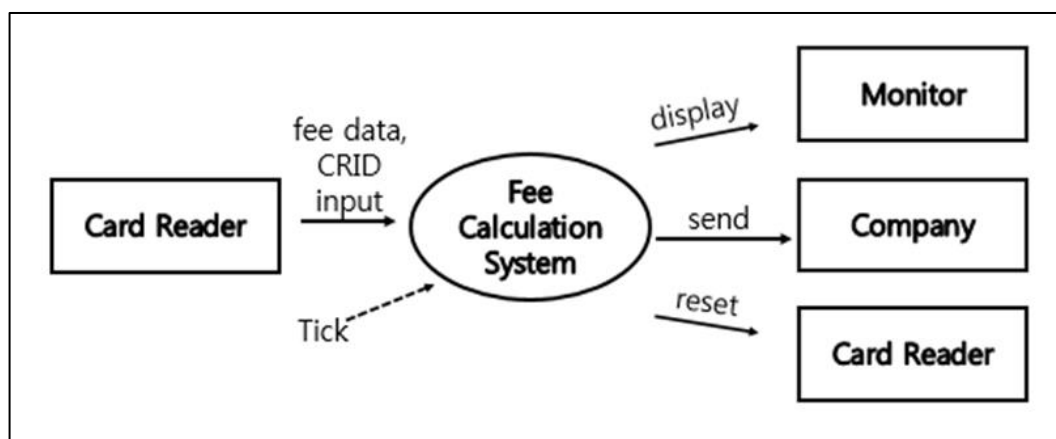 Card Reader
fee data,
CRID
input
Tick
Fee
Calculation
System
display
send
reset
Monitor
Company
Card Reader